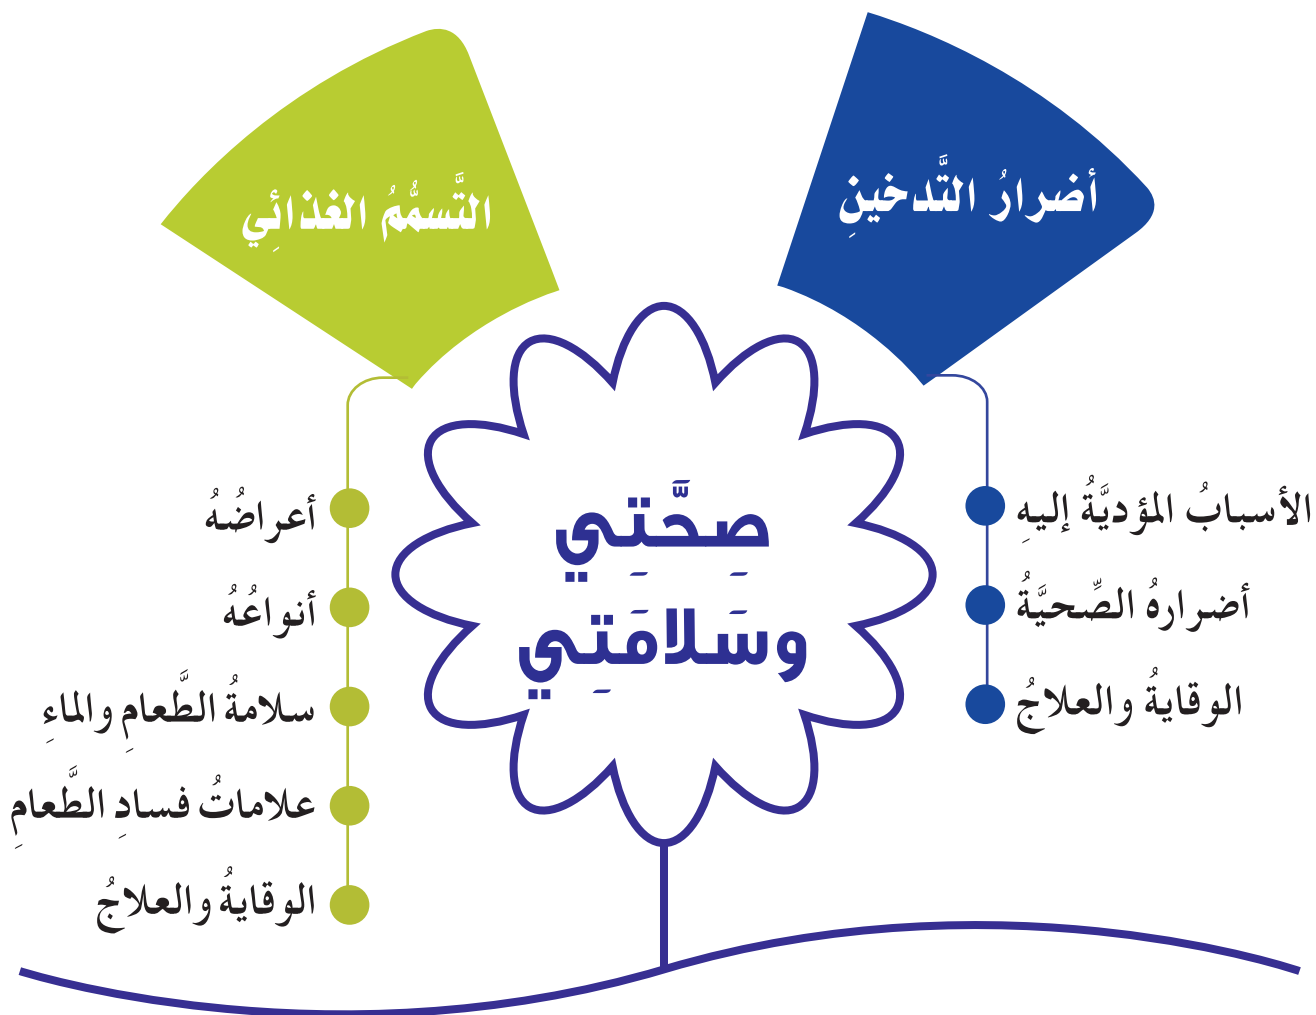 أضرارُ التَّدخينِ
الأسبابُ المؤديَّةُ إليهِ
أضرارهُ الصِّحيَّةُ
الوقايةُ والعلاجُ
صِحَّتِي
وسَلامَتِي
التَّسمُّمُ الغذائِي
أعراضُهُ
أنواعُهُ
سلامةُ الطَّعامِ والماءِ
علاماتُ فسادِ الطَّعامِ
الوقايةُ والعلاجُ